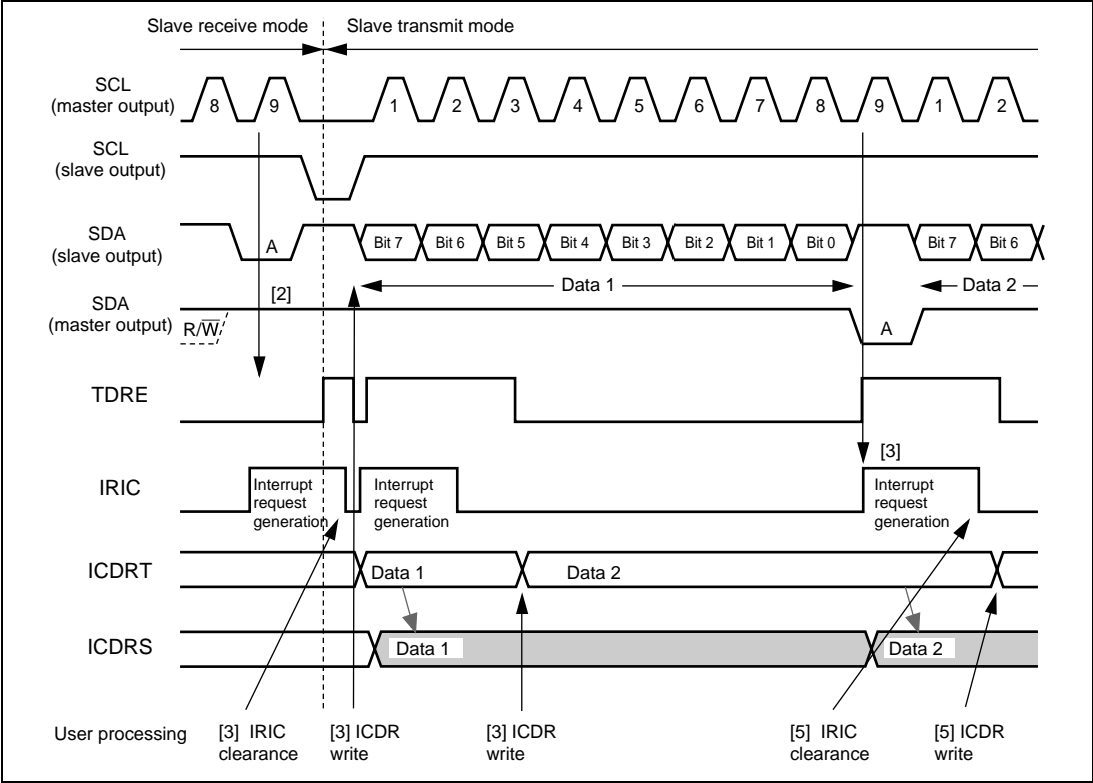 Slave receive mode Slave transmit mode
SCL
(master output) 8 9 1 2 3 4 5 6 7 8 9 1 2
SCL
(slave output)
SDA
(slave output) A Bit 7 Bit 6 Bit 5 Bit 4 Bit 3 Bit 2 Bit 1 Bit 0 Bit 7 Bit 6
[2] Data 1 Data 2
SDA
(master output) R/W̅ A
TDRE
[3]
IRIC
Interrupt request generation
Interrupt request generation
Interrupt request generation
ICDRT Data 1 Data 2
ICDRS Data 1 Data 2
User processing
[3] IRIC clearance
[3] ICDR write
[3] ICDR write
[5] IRIC clearance
[5] ICDR write